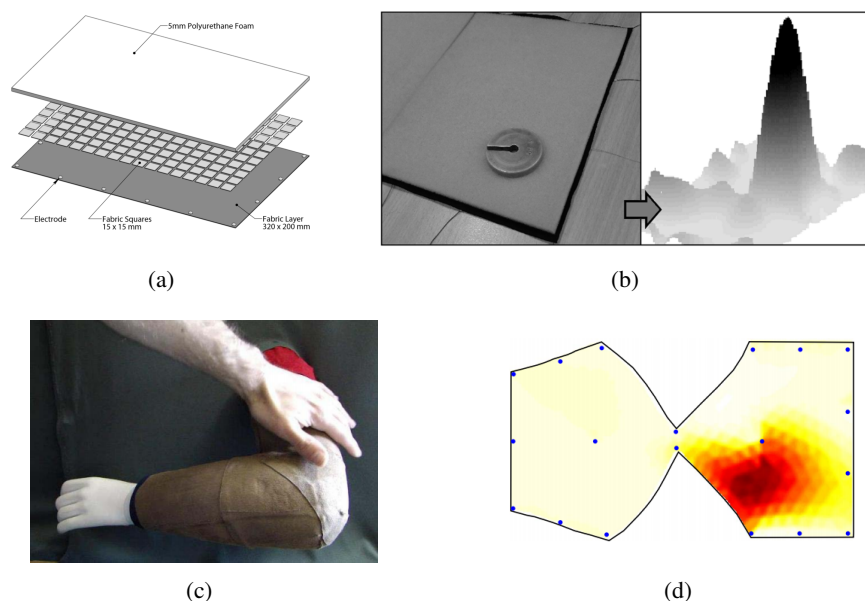 5mm Polyurethane Foam
Electrode
Fabric Squares
15 x 15 mm
Fabric Layer
320 x 200 mm
(a)
(b)
(c)
(d)